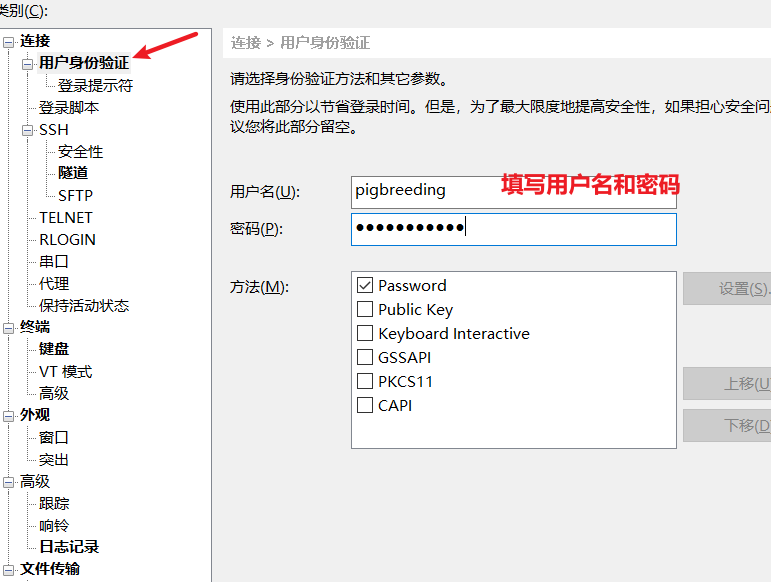 类别(C):
连接
用户身份验证
登录提示符
登录脚本
SSH
安全性
隧道
SFTP
TELNET
RLOGIN
串口
代理
保持活动状态
终端
键盘
VT 模式
高级
外观
窗口
突出
高级
跟踪
响铃
日志记录
文件传输
连接 > 用户身份验证
请选择身份验证方法和其它参数。
使用此部分以节省登录时间。但是，为了最大限度地提高安全性，如果担心安全问
议您将此部分留空。
用户名(U):
pigbreeding
填写用户名和密码
密码(P):
●●●●●●●●●●●
方法(M):
Password
Public Key
Keyboard Interactive
GSSAPI
PKCS11
CAPI
设置(S).
上移(U
下移(D